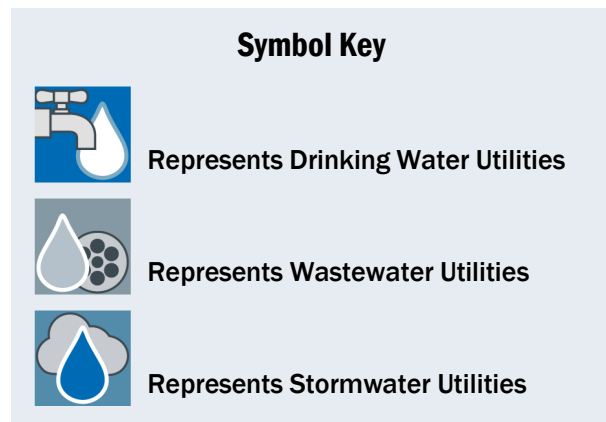 Symbol Key
Represents Drinking Water Utilities
Represents Wastewater Utilities
Represents Stormwater Utilities